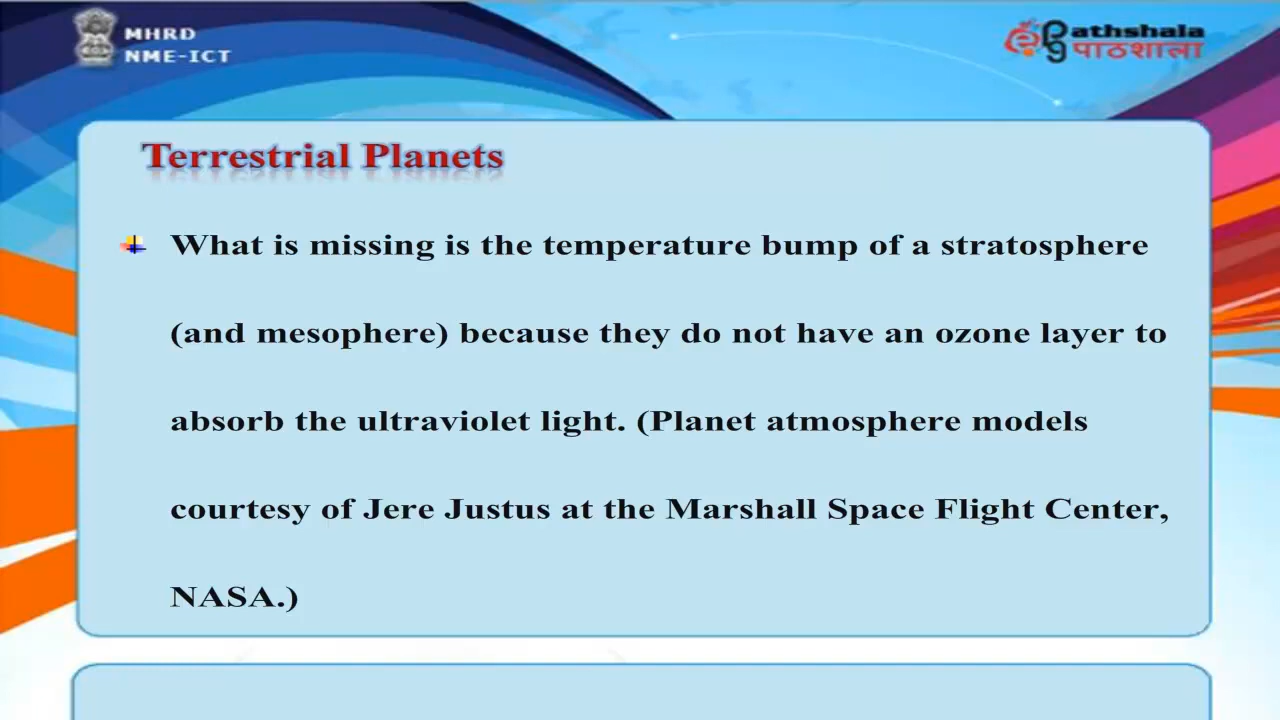 MHRD
NME-ICT
ePathshala
पाठशाला
Terrestrial Planets
What is missing is the temperature bump of a stratosphere
(and mesophere) because they do not have an ozone layer to
absorb the ultraviolet light. (Planet atmosphere models
courtesy of Jere Justus at the Marshall Space Flight Center,
NASA.)